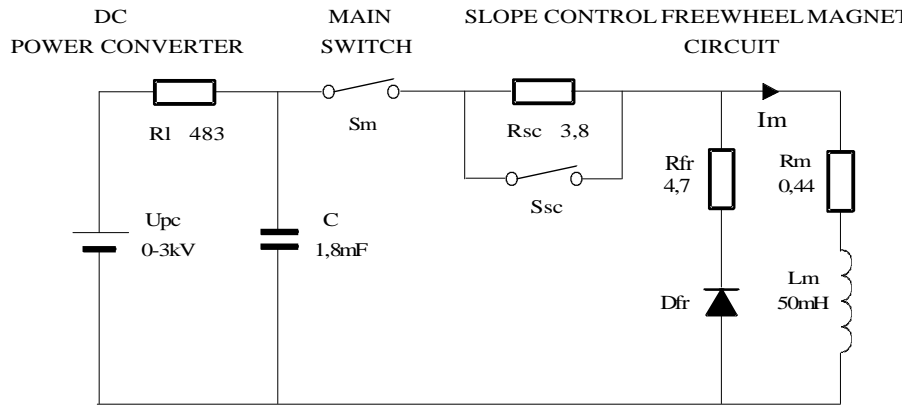 DC
POWER CONVERTER
MAIN
SWITCH
SLOPE CONTROL FREEWHEEL MAGNET
CIRCUIT
Rl 483
Sm
Rsc 3,8
Ssc
Im
Rfr
4,7
Rm
0,44
Upc
0-3kV
C
1,8mF
Dfr
Lm
50mH